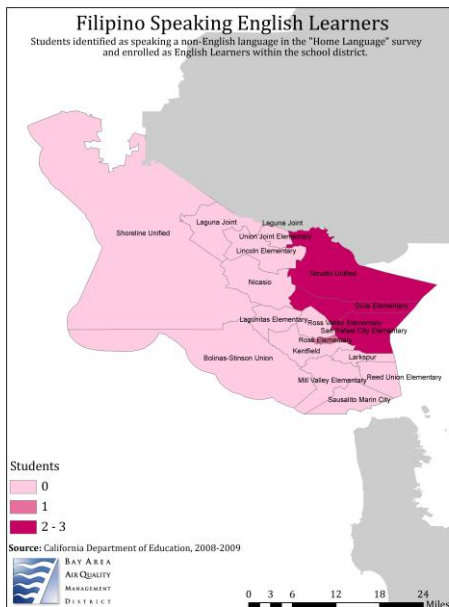 Filipino Speaking English Learners
Students identified as speaking a non-English language in the "Home Language" survey
and enrolled as English Learners within the school district.
Laguna Joint
Laguna Joint
Union Joint Elementary
Shoreline Unified
Lincoln Elementary
Novato Unified
Nicasio
Dixie Elementary
Lagunitas Elementary
Ross Valley Elementary
San Rafael City Elementary
Ross Elementary
Kentfield
Larkspur
Bolinas-Stinson Union
Mill Valley Elementary
Reed Union Elementary
Sausalito Marin City
Students
0
1
2 - 3
Source: California Department of Education, 2008-2009
BAY AREA
AIR QUALITY
MANAGEMENT
DISTRICT
0 3 6 12 18 24
Miles